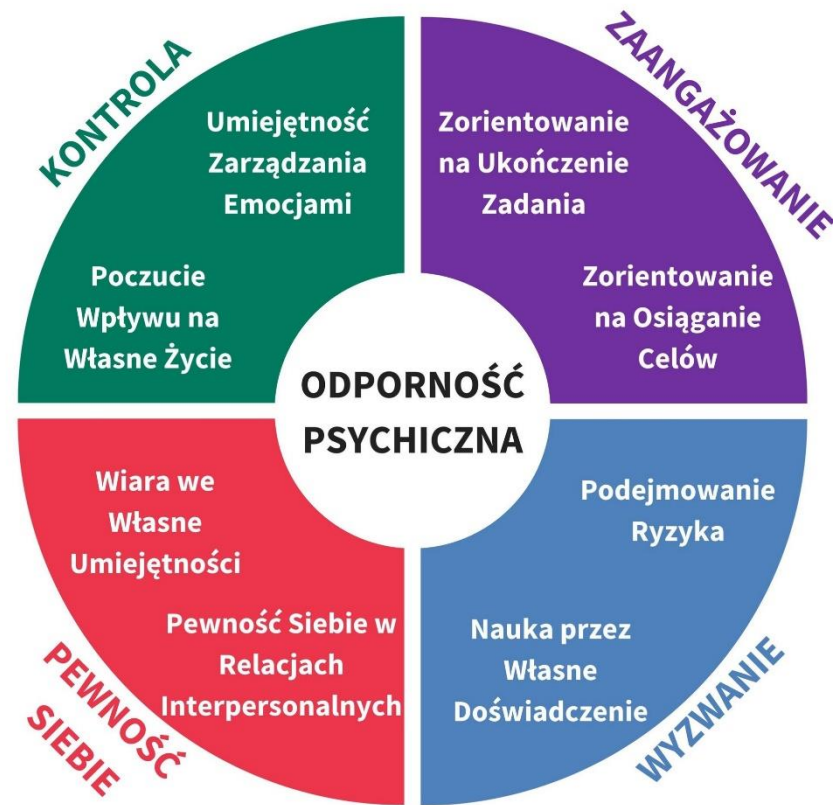 KONTROLA
Umiejętność
Zarządzania
Emocjami
Poczucie
Wpływu na
Własne Życie
ZAANGAŻOWANIE
Zorientowanie
na Ukończenie
Zadania
Zorientowanie
na Osiąganie
Celów
ODPORNOŚĆ
PSYCHICZNA
Wiara we
Własne
Umiejętności
Pewność Siebie w
Relacjach
Interpersonalnych
PEWNOŚĆ
SIEBIE
Podejmowanie
Ryzyka
Nauka przez
Własne
Doświadczenie
WYZWANIE